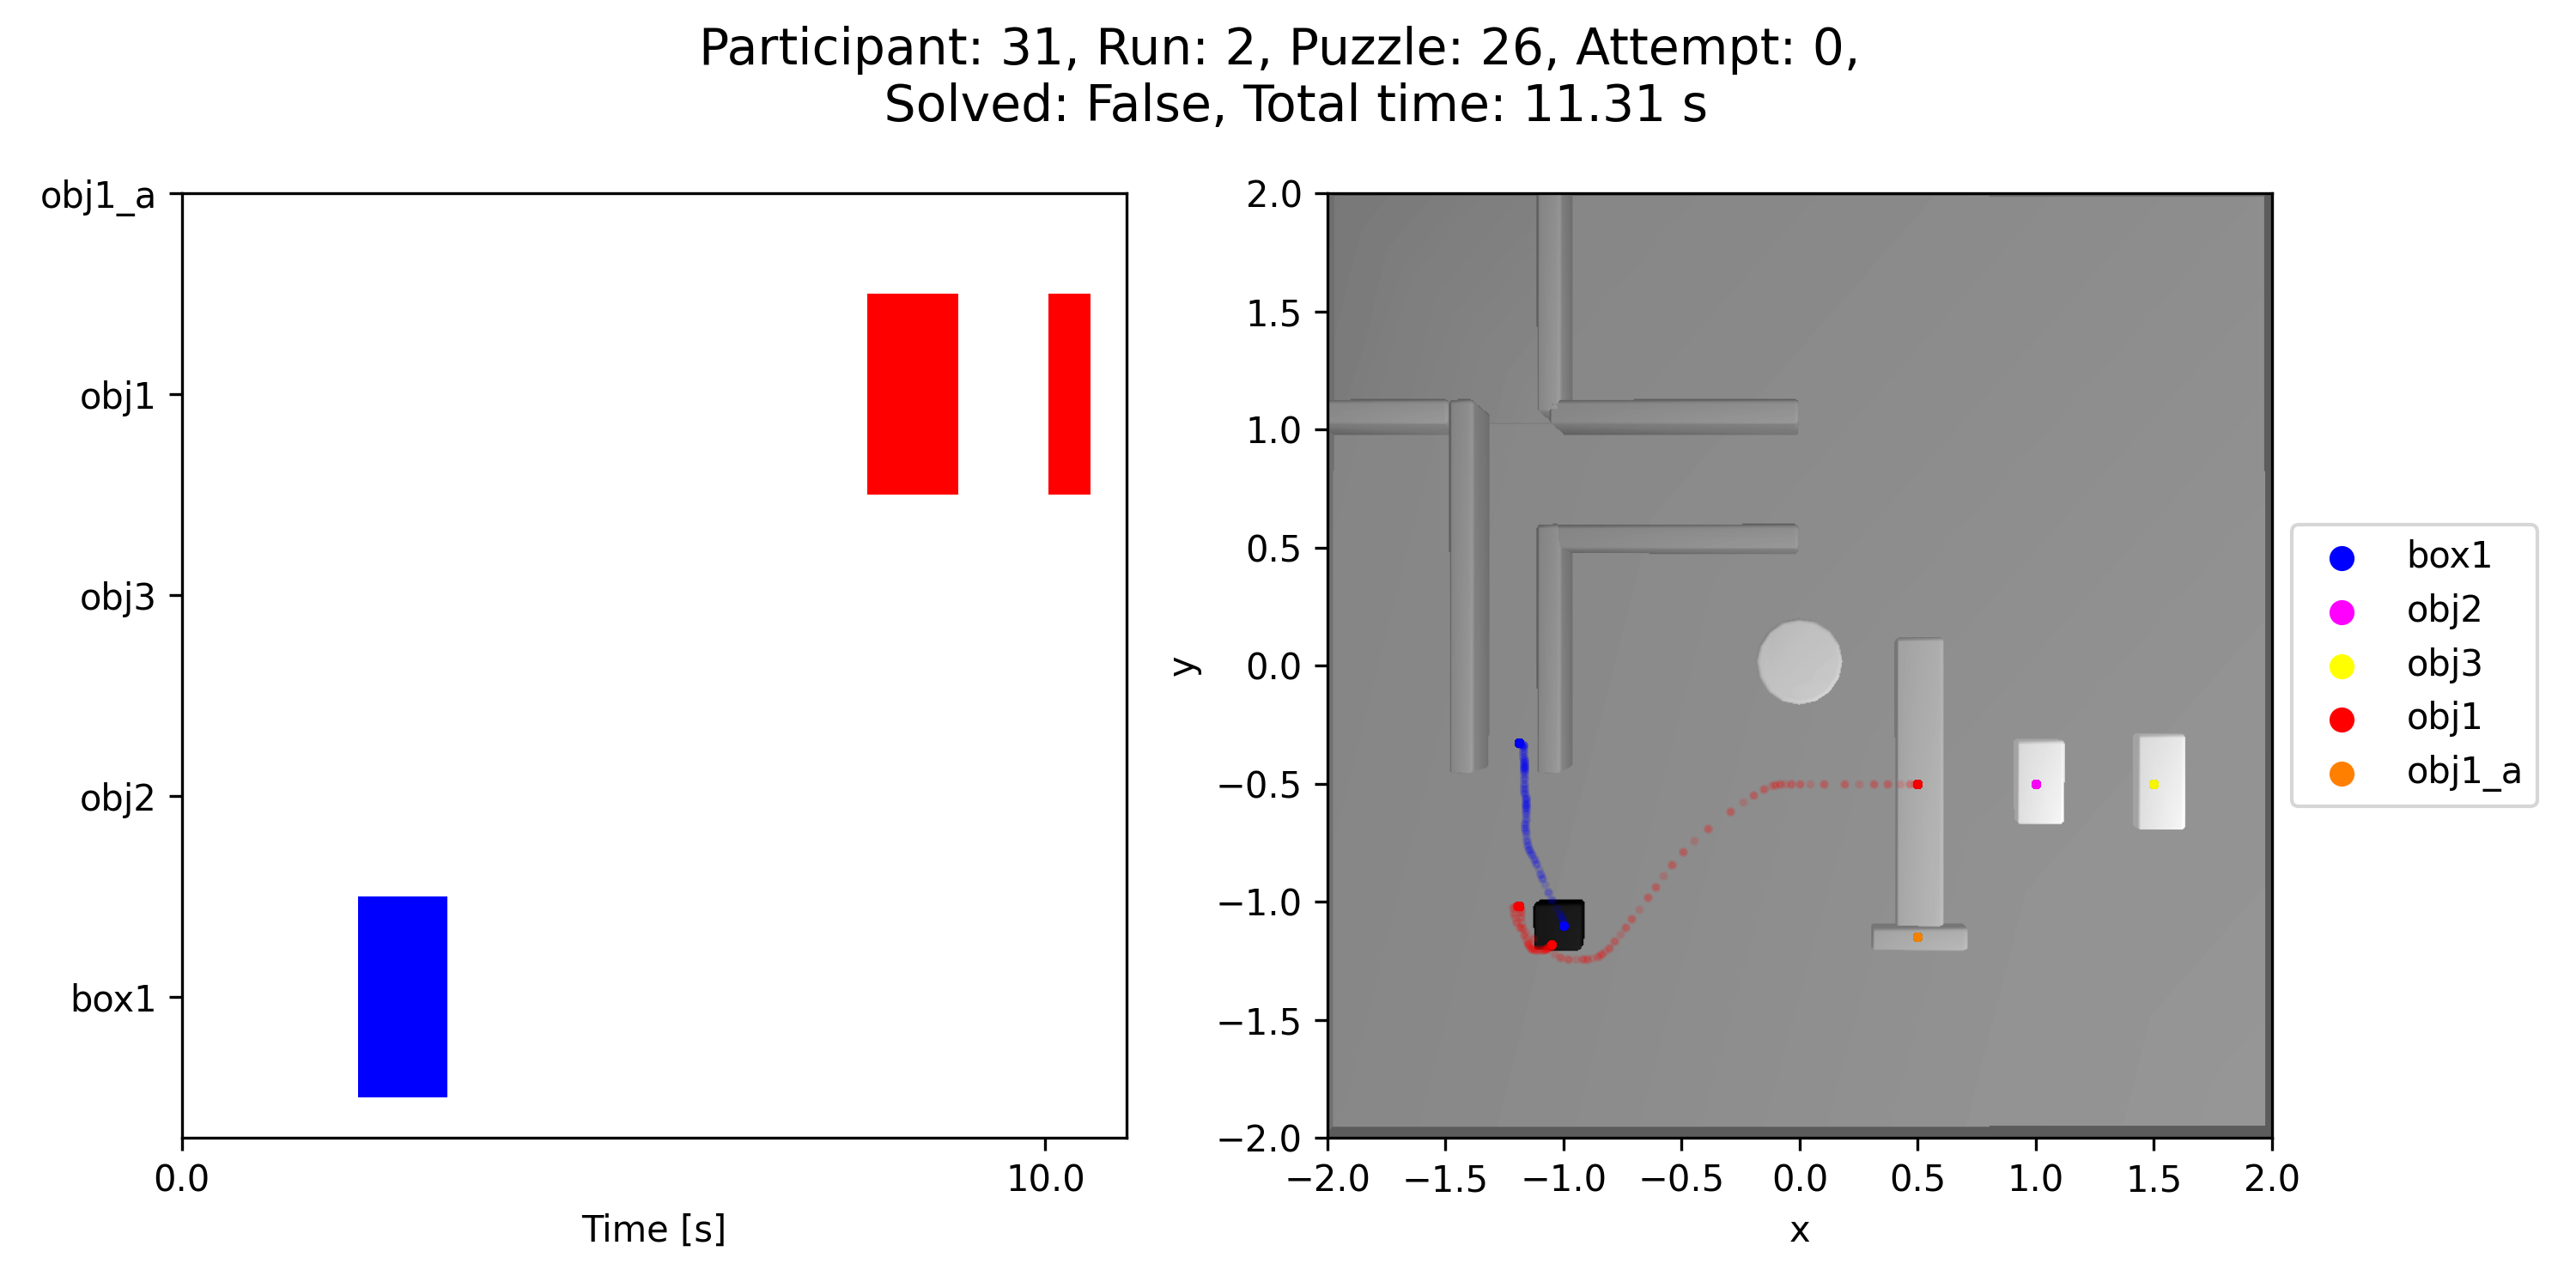 Participant: 31, Run: 2, Puzzle: 26, Attempt: 0,
Solved: False, Total time: 11.31 s
obj1_a
obj1
obj3
obj2
box1
0.0
10.0
Time [s]
2.0
1.5
1.0
0.5
0.0
−0.5
−1.0
−1.5
−2.0
y
−2.0
−1.5
−1.0
−0.5
0.0
0.5
1.0
1.5
2.0
x
box1
obj2
obj3
obj1
obj1_a